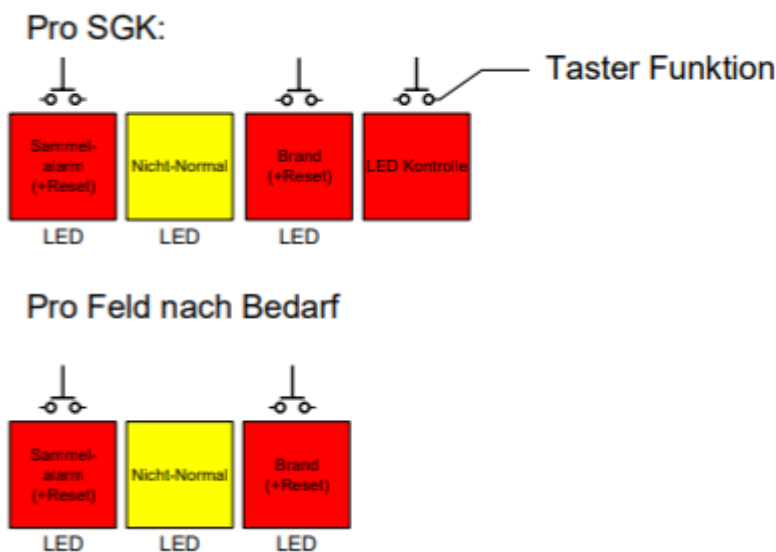 Pro SGK:
Taster Funktion
Sammel-
alarm
(+Reset)
Nicht-Normal
Brand
(+Reset)
LED Kontrolle
LED
LED
LED
Pro Feld nach Bedarf
Sammel-
alarm
(+Reset)
Nicht-Normal
Brand
(+Reset)
LED
LED
LED